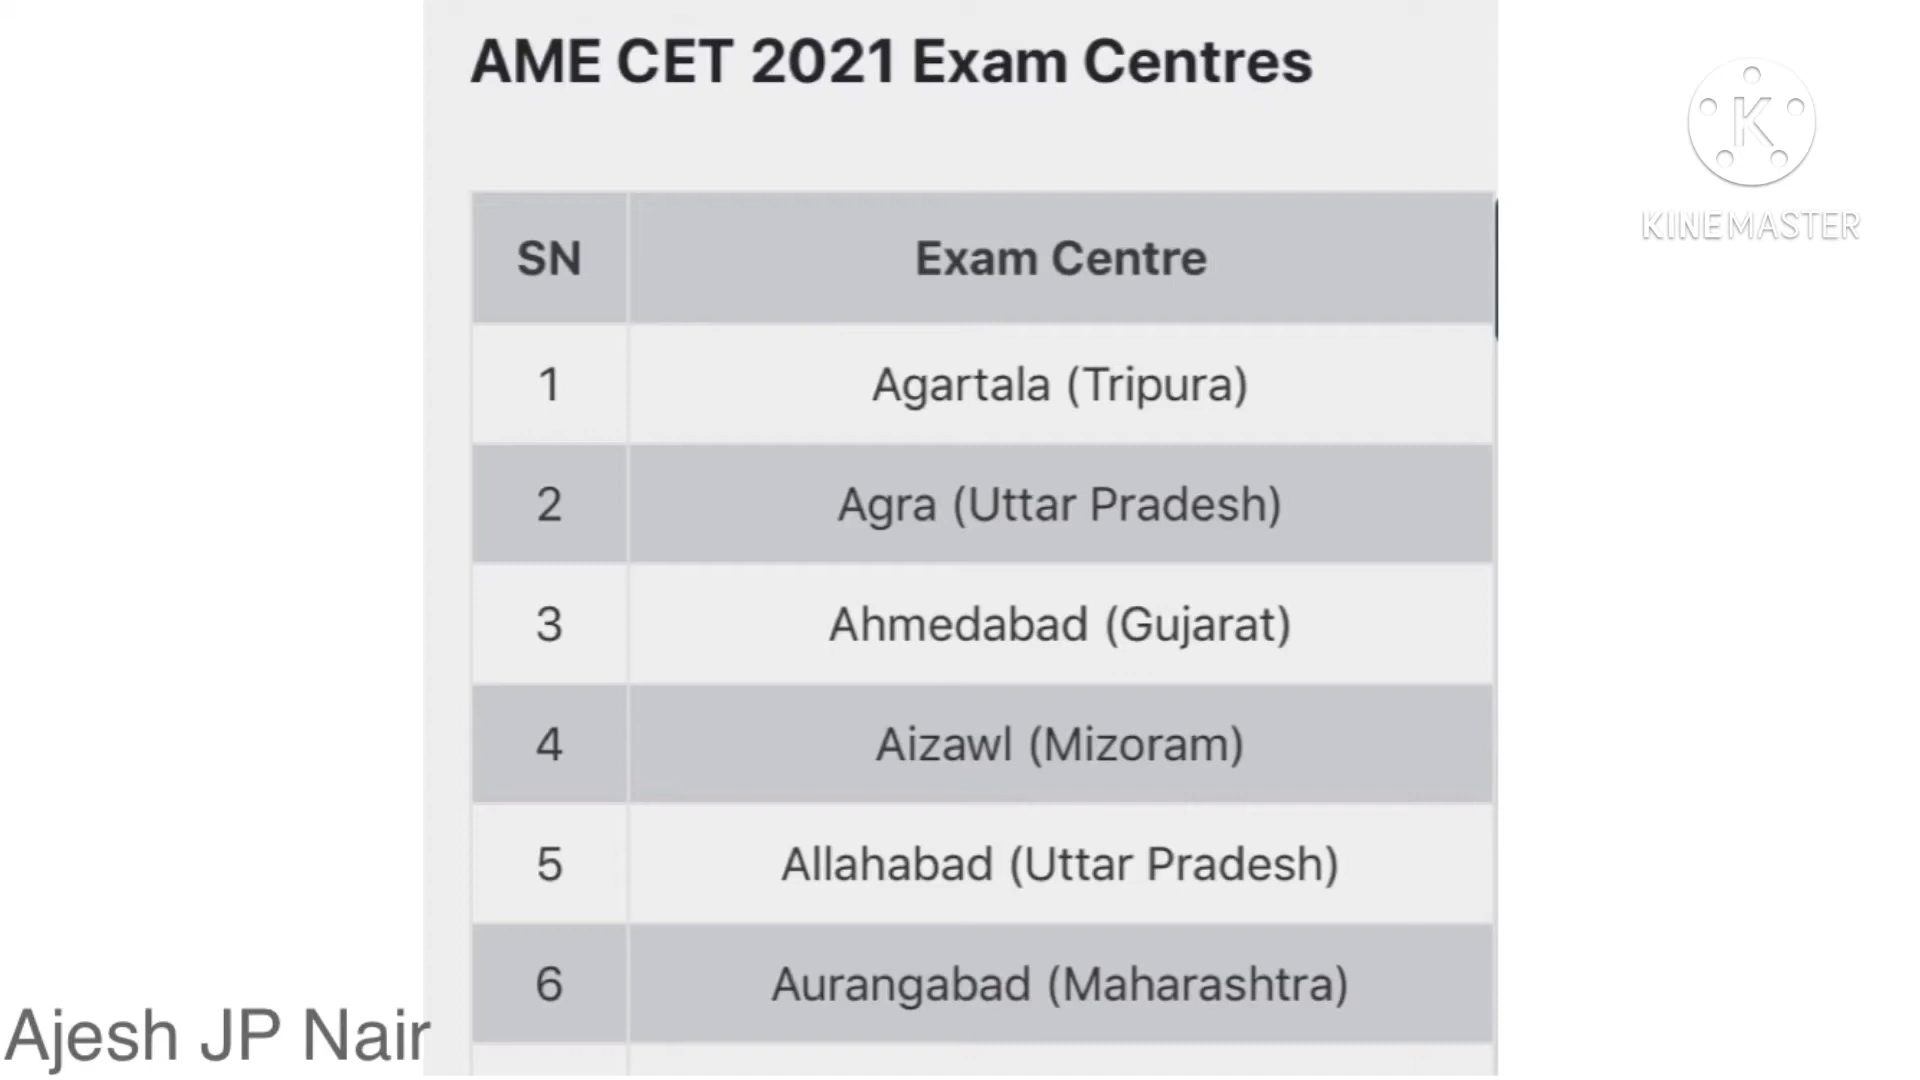 AME CET 2021 Exam Centres
K
KINEMASTER
SN Exam Centre
1 Agartala (Tripura)
2 Agra (Uttar Pradesh)
3 Ahmedabad (Gujarat)
4 Aizawl (Mizoram)
5 Allahabad (Uttar Pradesh)
6 Aurangabad (Maharashtra)
Ajesh JP Nair